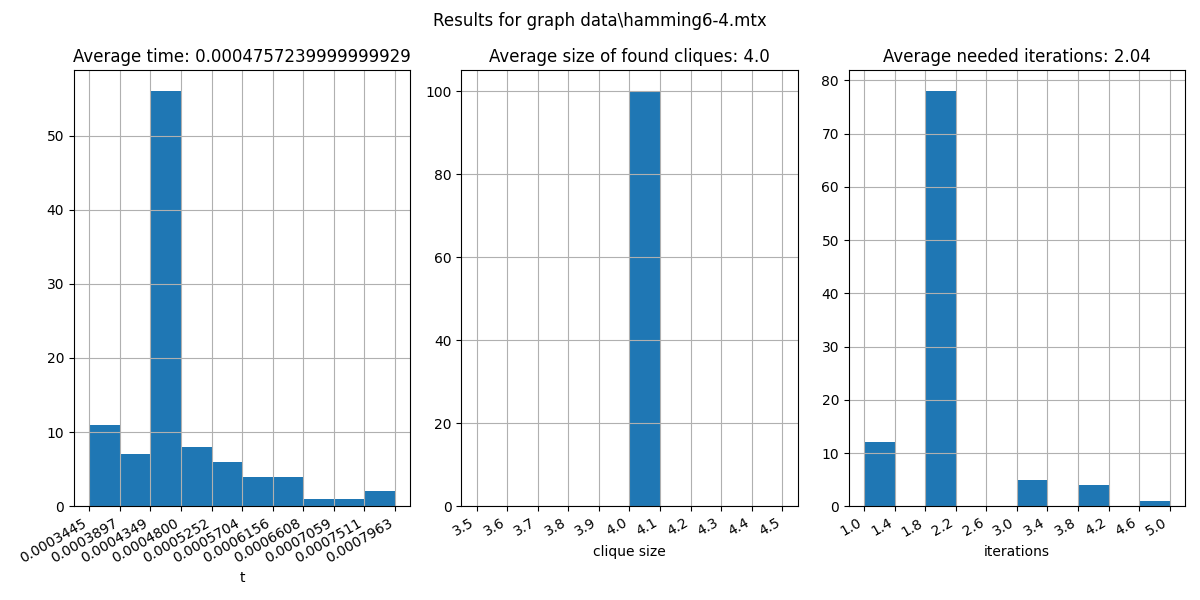 Results for graph data\hamming6-4.mtx
Average time: 0.0004757239999999929
50
40
30
20
10
0
0.0003445 0.0003897 0.0004349 0.0004800 0.0005252 0.0005704 0.0006156 0.0006608 0.0007059 0.0007511 0.0007963
t
Average size of found cliques: 4.0
100
80
60
40
20
0
3.5 3.6 3.7 3.8 3.9 4.0 4.1 4.2 4.3 4.4 4.5
clique size
Average needed iterations: 2.04
80
70
60
50
40
30
20
10
0
1.0 1.4 1.8 2.2 2.6 3.0 3.4 3.8 4.2 4.6 5.0
iterations